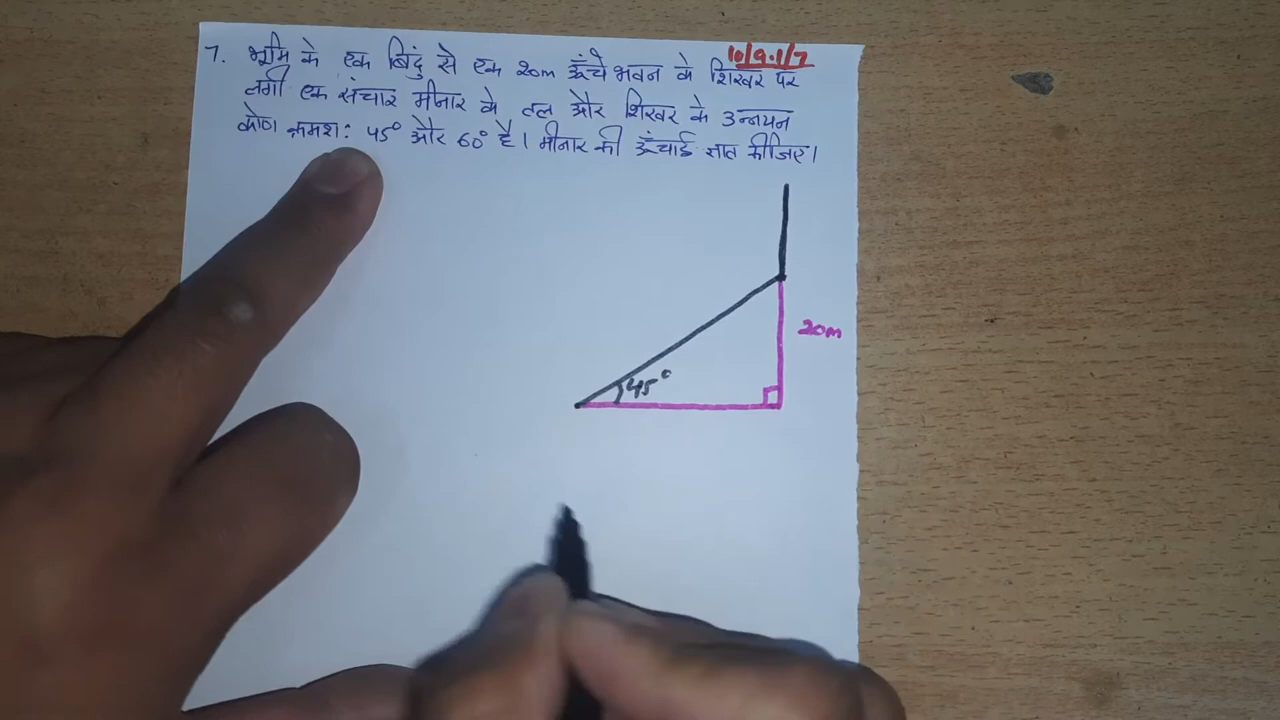 10/9.1/7
7. भूमि के एक बिंदु से एक 20m ऊँचे भवन के शिखर पर
लगी एक संचार मीनार के तल और शिखर के उन्नयन
कोण क्रमश: 45° और 60° है। मीनार की ऊँचाई ज्ञात कीजिए।
20m
45°